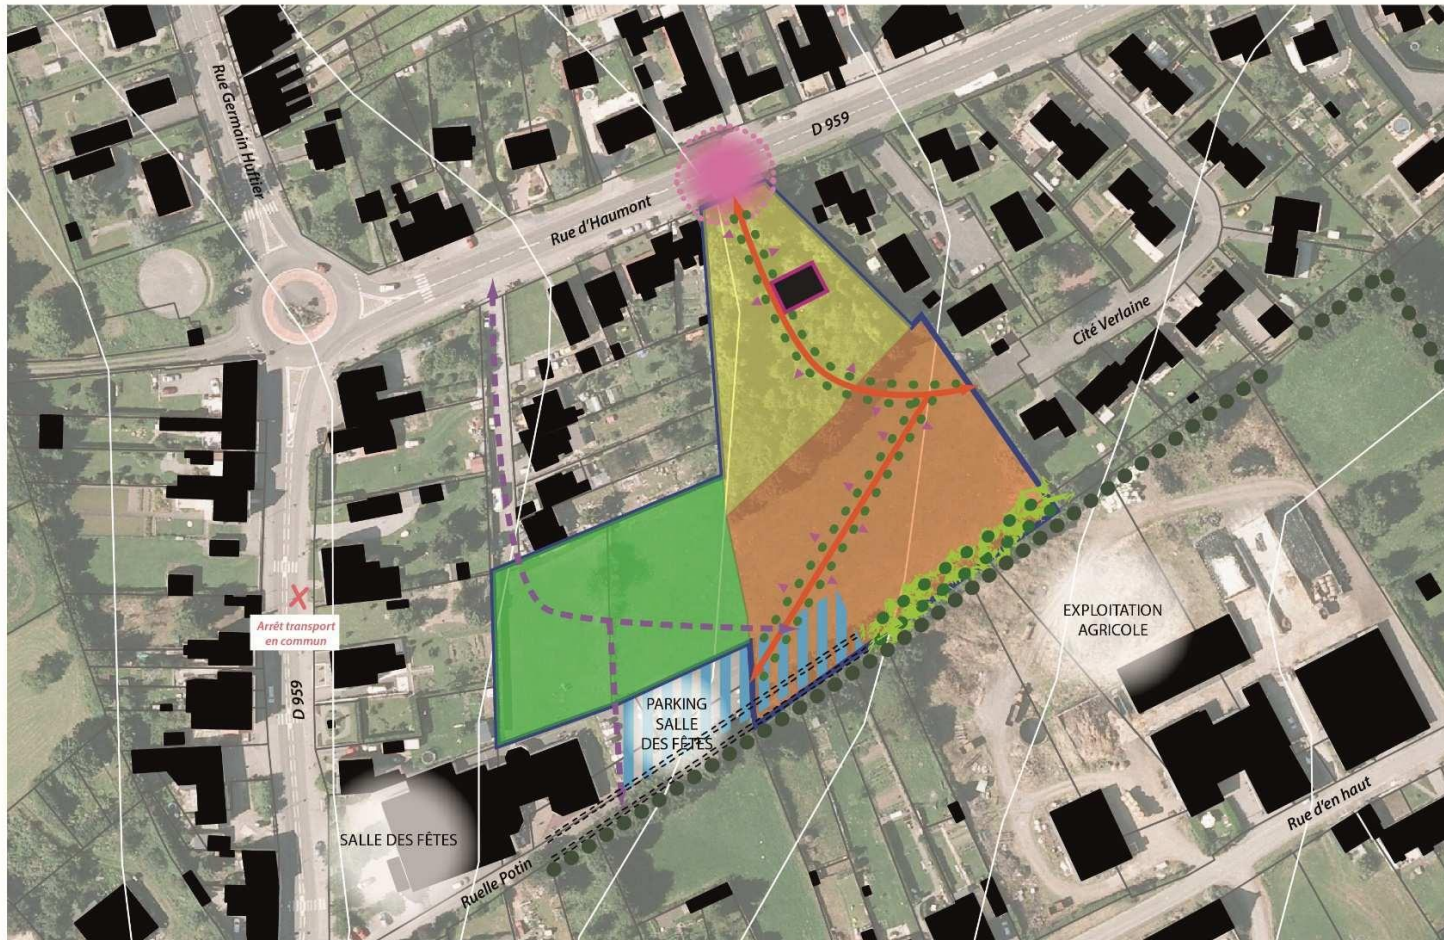 Rue Germain Huftier
D 959
Rue d'Haumont
Cité Verlaine
Arrêt transport
en commun
EXPLOITATION
AGRICOLE
D 959
PARKING
SALLE
DES FÊTES
SALLE DES FÊTES
Rue d'en haut
Ruelle Potin